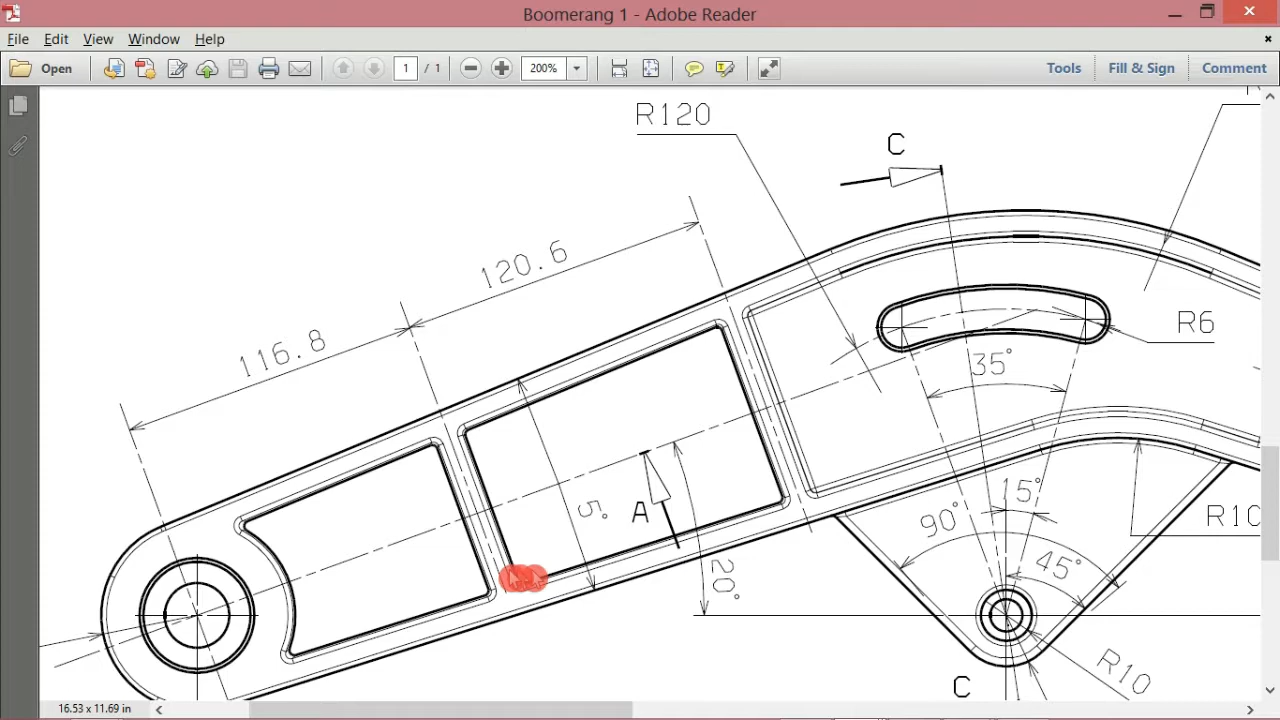 Boomerang 1 - Adobe Reader
File Edit View Window Help
Open 1 / 1 200% Tools Fill & Sign Comment
R120
C
120.6
116.8
R6
35°
5°
A
15°
90°
R10
45°
20°
R10
C
16.53 x 11.69 in